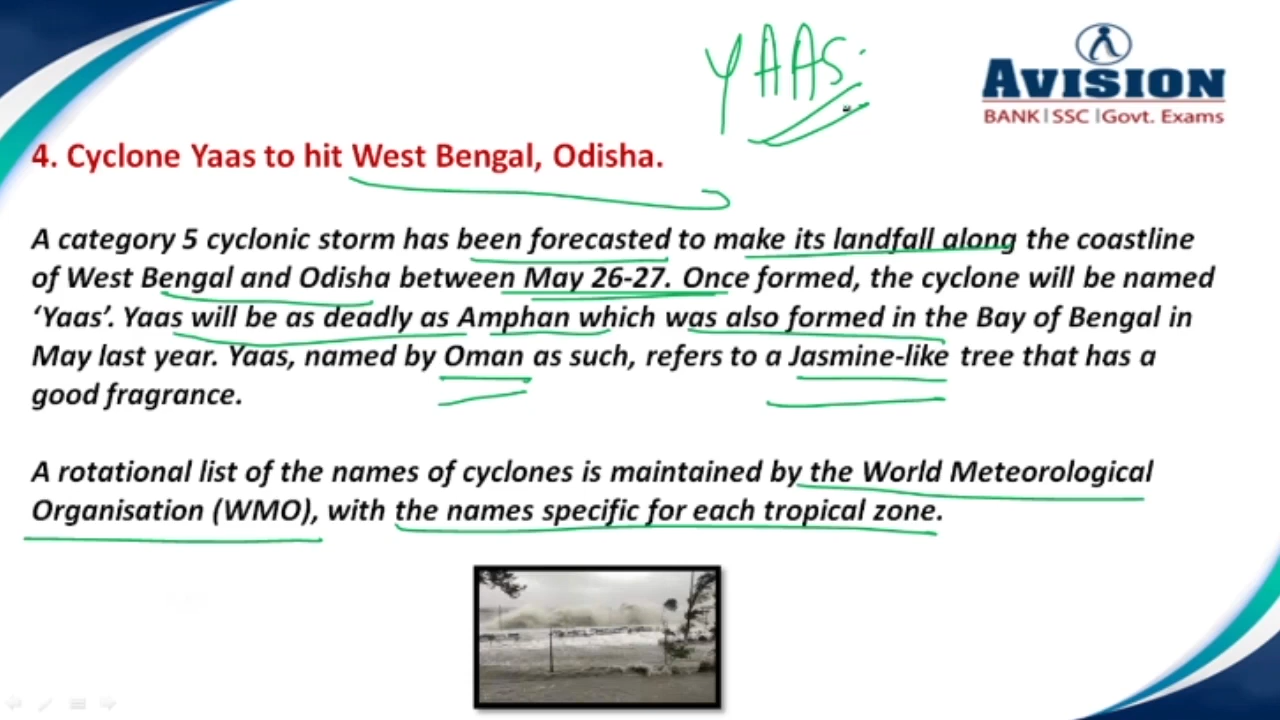 YAAS.
AVISION
BANK | SSC | Govt. Exams
4. Cyclone Yaas to hit West Bengal, Odisha.
A category 5 cyclonic storm has been forecasted to make its landfall along the coastline
of West Bengal and Odisha between May 26-27. Once formed, the cyclone will be named
‘Yaas’. Yaas will be as deadly as Amphan which was also formed in the Bay of Bengal in
May last year. Yaas, named by Oman as such, refers to a Jasmine-like tree that has a
good fragrance.
A rotational list of the names of cyclones is maintained by the World Meteorological
Organisation (WMO), with the names specific for each tropical zone.